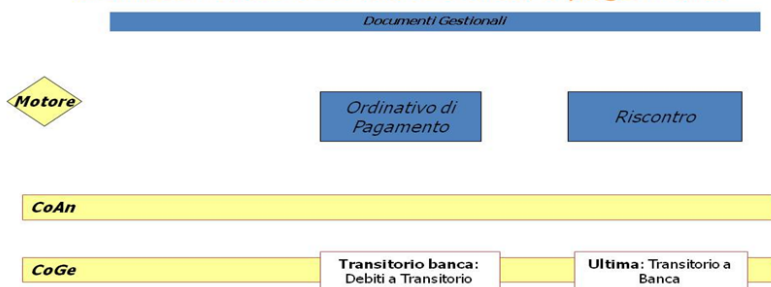 Documenti Gestionali
Motore
Ordinativo di
Pagamento
Riscontro
CoAn
CoGe
Transitorio banca:
Debiti a Transitorio
Ultima: Transitorio a
Banca